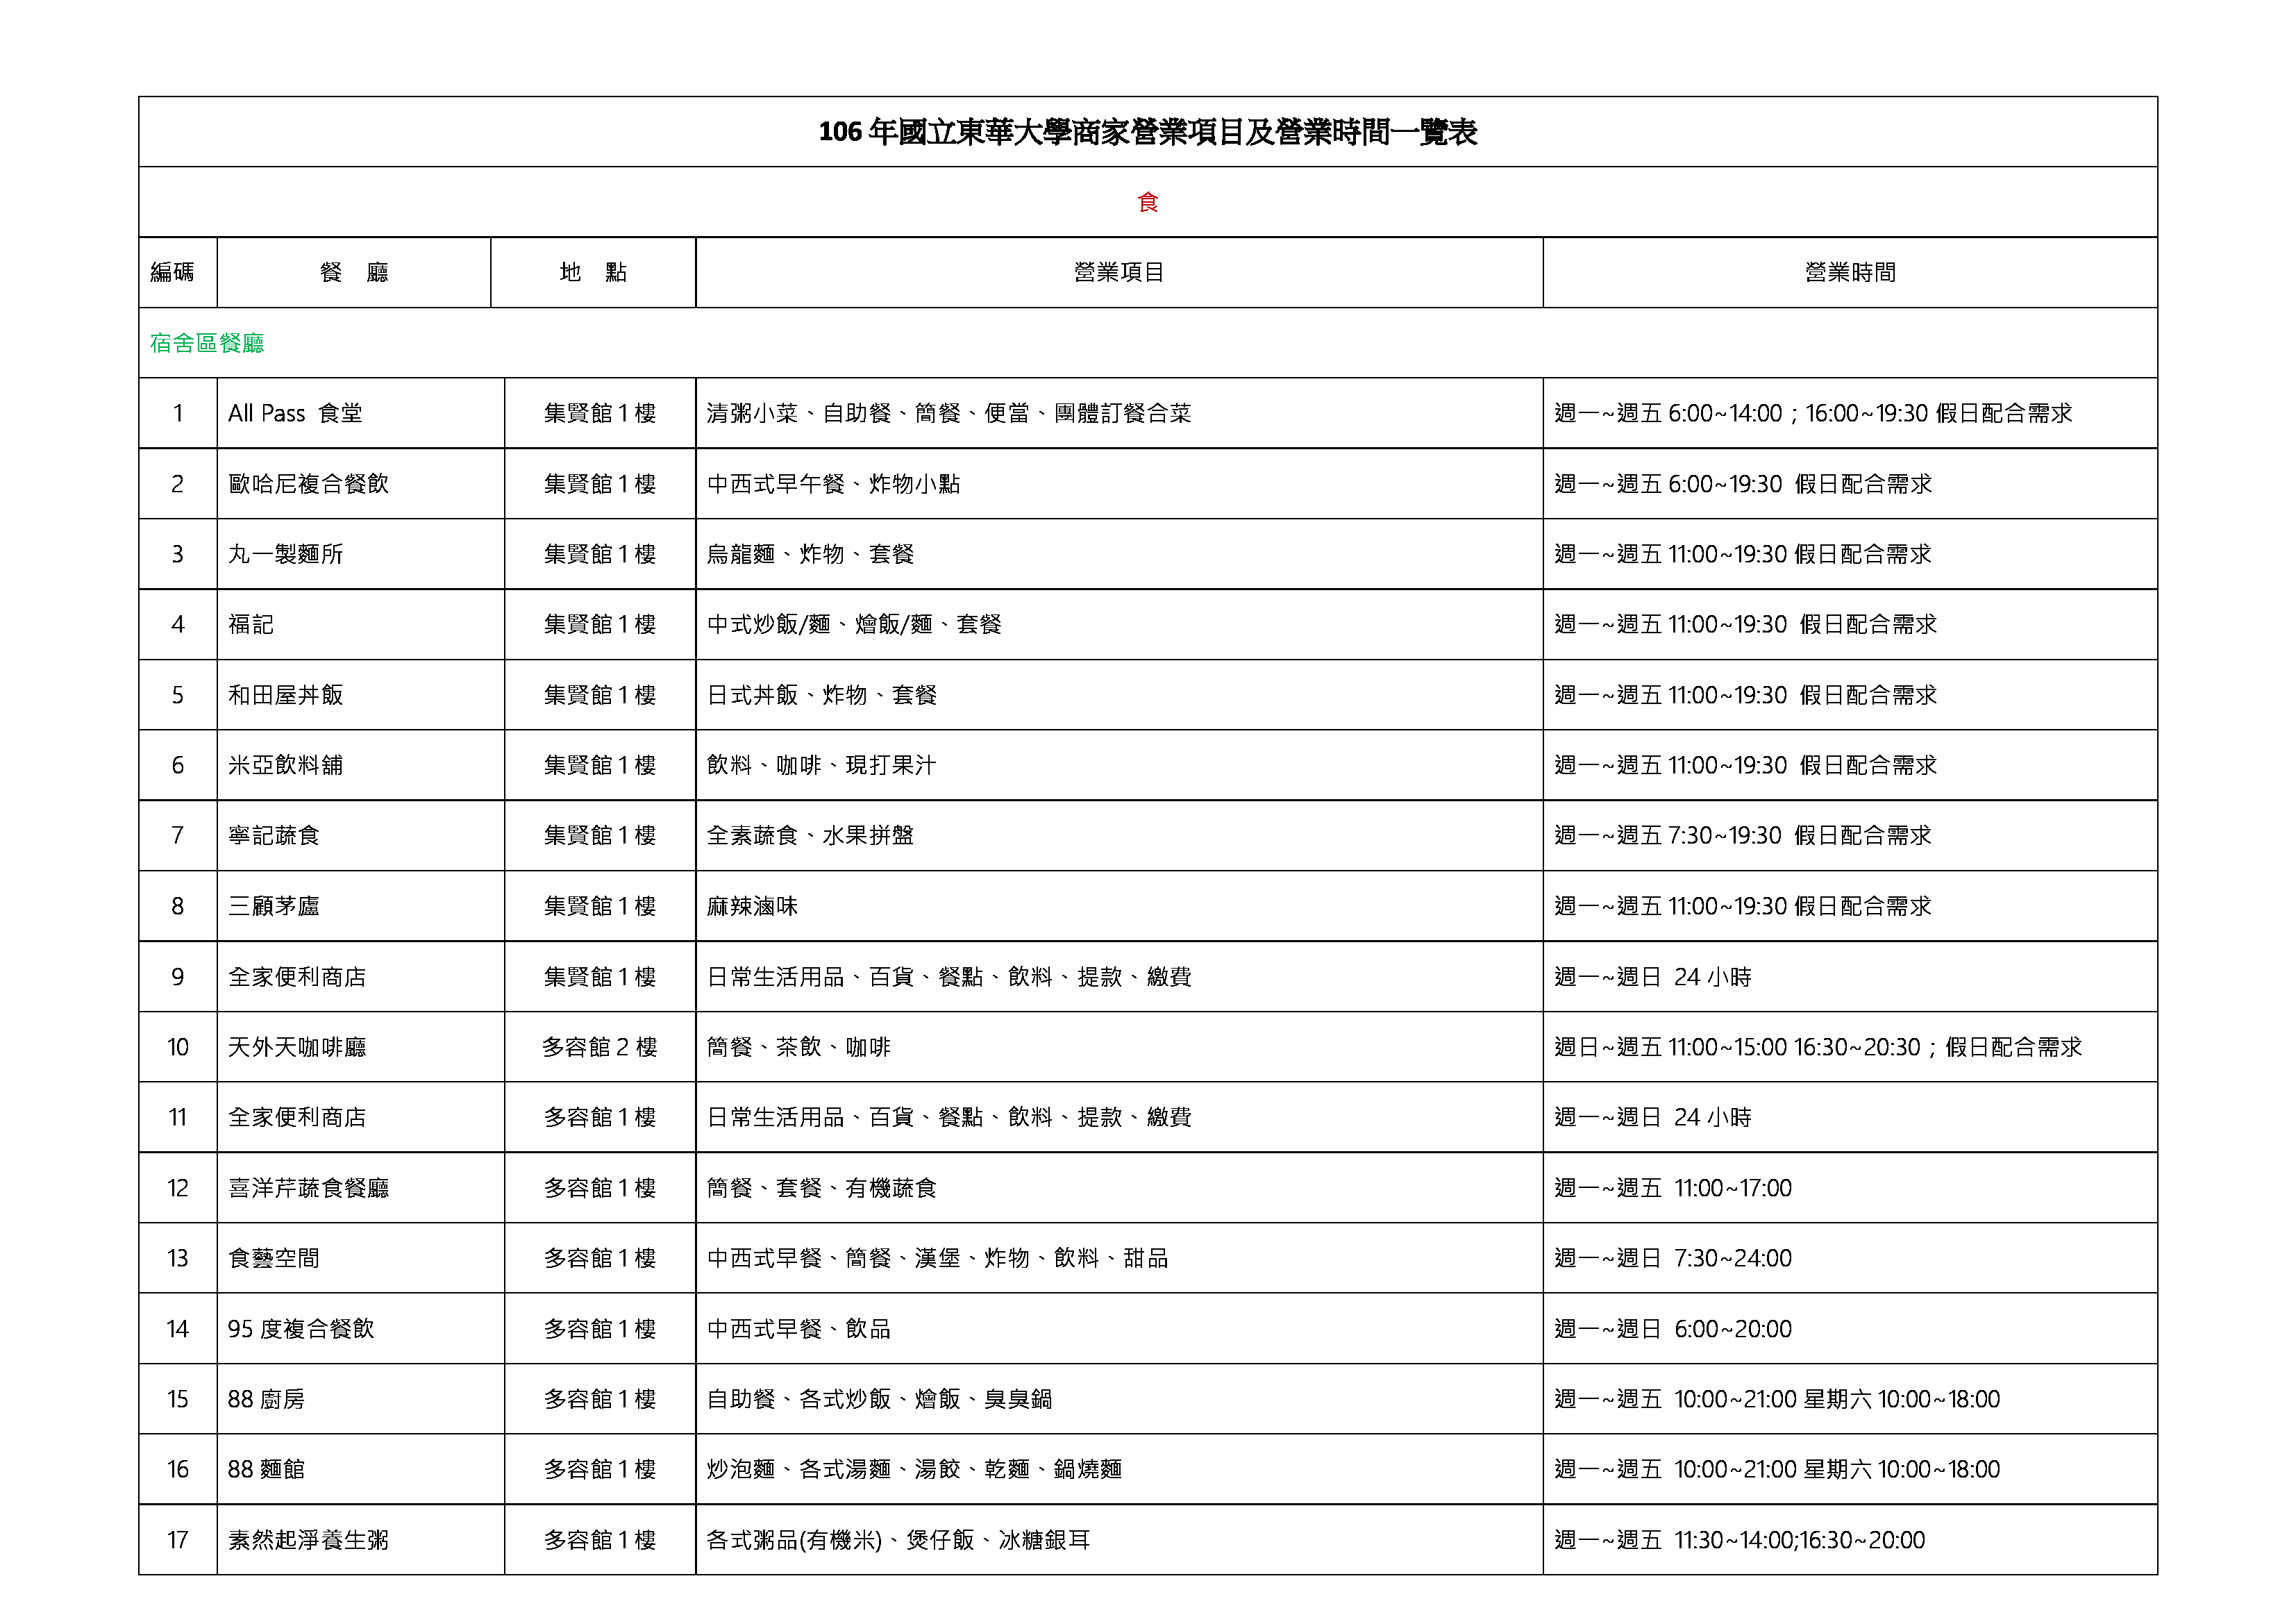 106 年國立東華大學商家營業項目及營業時間一覽表
食
編碼 餐 廳 地 點 營業項目 營業時間
宿舍區餐廳
1 All Pass 食堂 集賢館 1 樓 清粥小菜、自助餐、簡餐、便當、團體訂餐合菜 週一~週五 6:00~14:00；16:00~19:30 假日配合需求
2 歐哈尼複合餐飲 集賢館 1 樓 中西式早午餐、炸物小點 週一~週五 6:00~19:30 假日配合需求
3 丸一製麵所 集賢館 1 樓 烏龍麵、炸物、套餐 週一~週五 11:00~19:30 假日配合需求
4 福記 集賢館 1 樓 中式炒飯/麵、燴飯/麵、套餐 週一~週五 11:00~19:30 假日配合需求
5 和田屋丼飯 集賢館 1 樓 日式丼飯、炸物、套餐 週一~週五 11:00~19:30 假日配合需求
6 米亞飲料舖 集賢館 1 樓 飲料、咖啡、現打果汁 週一~週五 11:00~19:30 假日配合需求
7 寧記蔬食 集賢館 1 樓 全素蔬食、水果拼盤 週一~週五 7:30~19:30 假日配合需求
8 三顧茅廬 集賢館 1 樓 麻辣滷味 週一~週五 11:00~19:30 假日配合需求
9 全家便利商店 集賢館 1 樓 日常生活用品、百貨、餐點、飲料、提款、繳費 週一~週日 24 小時
10 天外天咖啡廳 多容館 2 樓 簡餐、茶飲、咖啡 週日~週五 11:00~15:00 16:30~20:30；假日配合需求
11 全家便利商店 多容館 1 樓 日常生活用品、百貨、餐點、飲料、提款、繳費 週一~週日 24 小時
12 喜洋芹蔬食餐廳 多容館 1 樓 簡餐、套餐、有機蔬食 週一~週五 11:00~17:00
13 食藝空間 多容館 1 樓 中西式早餐、簡餐、漢堡、炸物、飲料、甜品 週一~週日 7:30~24:00
14 95 度複合餐飲 多容館 1 樓 中西式早餐、飲品 週一~週日 6:00~20:00
15 88 廚房 多容館 1 樓 自助餐、各式炒飯、燴飯、臭臭鍋 週一~週五 10:00~21:00 星期六 10:00~18:00
16 88 麵館 多容館 1 樓 炒泡麵、各式湯麵、湯餃、乾麵、鍋燒麵 週一~週五 10:00~21:00 星期六 10:00~18:00
17 素然起淨養生粥 多容館 1 樓 各式粥品(有機米)、煲仔飯、冰糖銀耳 週一~週五 11:30~14:00;16:30~20:00